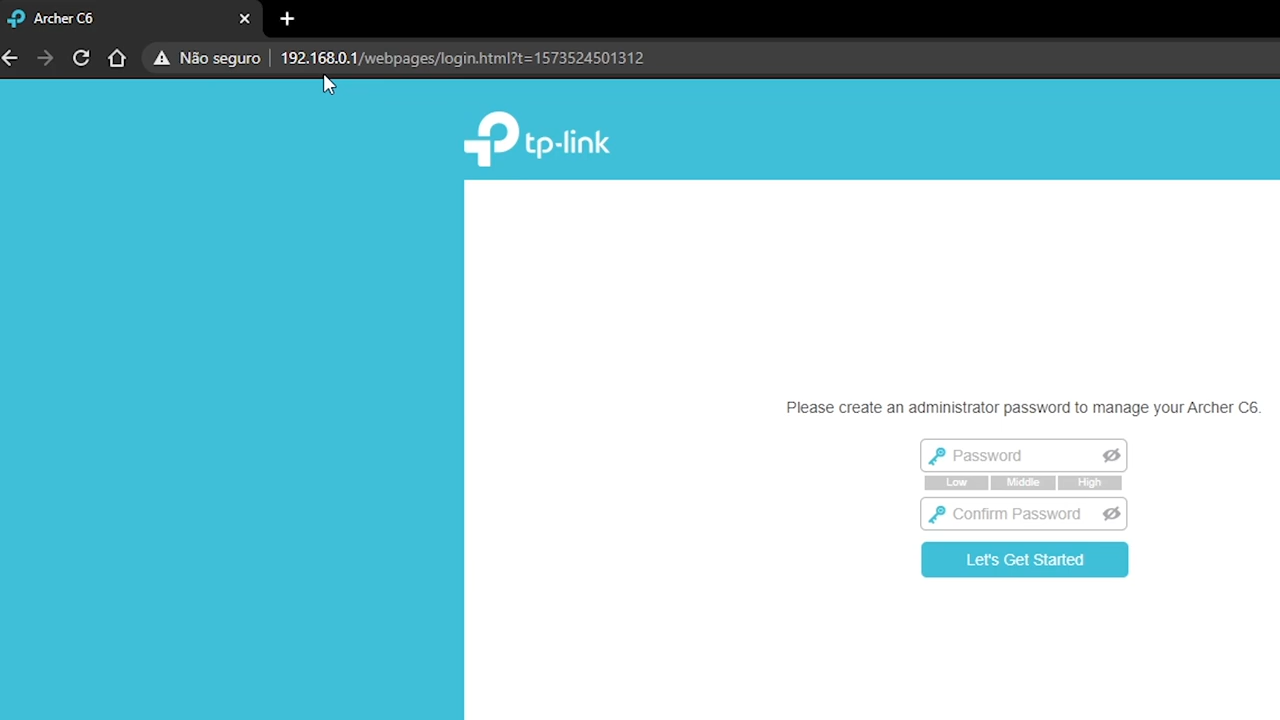 Archer C6
Não seguro 192.168.0.1/webpages/login.html?t=1573524501312
tp-link
Please create an administrator password to manage your Archer C6.
Password
Low Middle High
Confirm Password
Let's Get Started